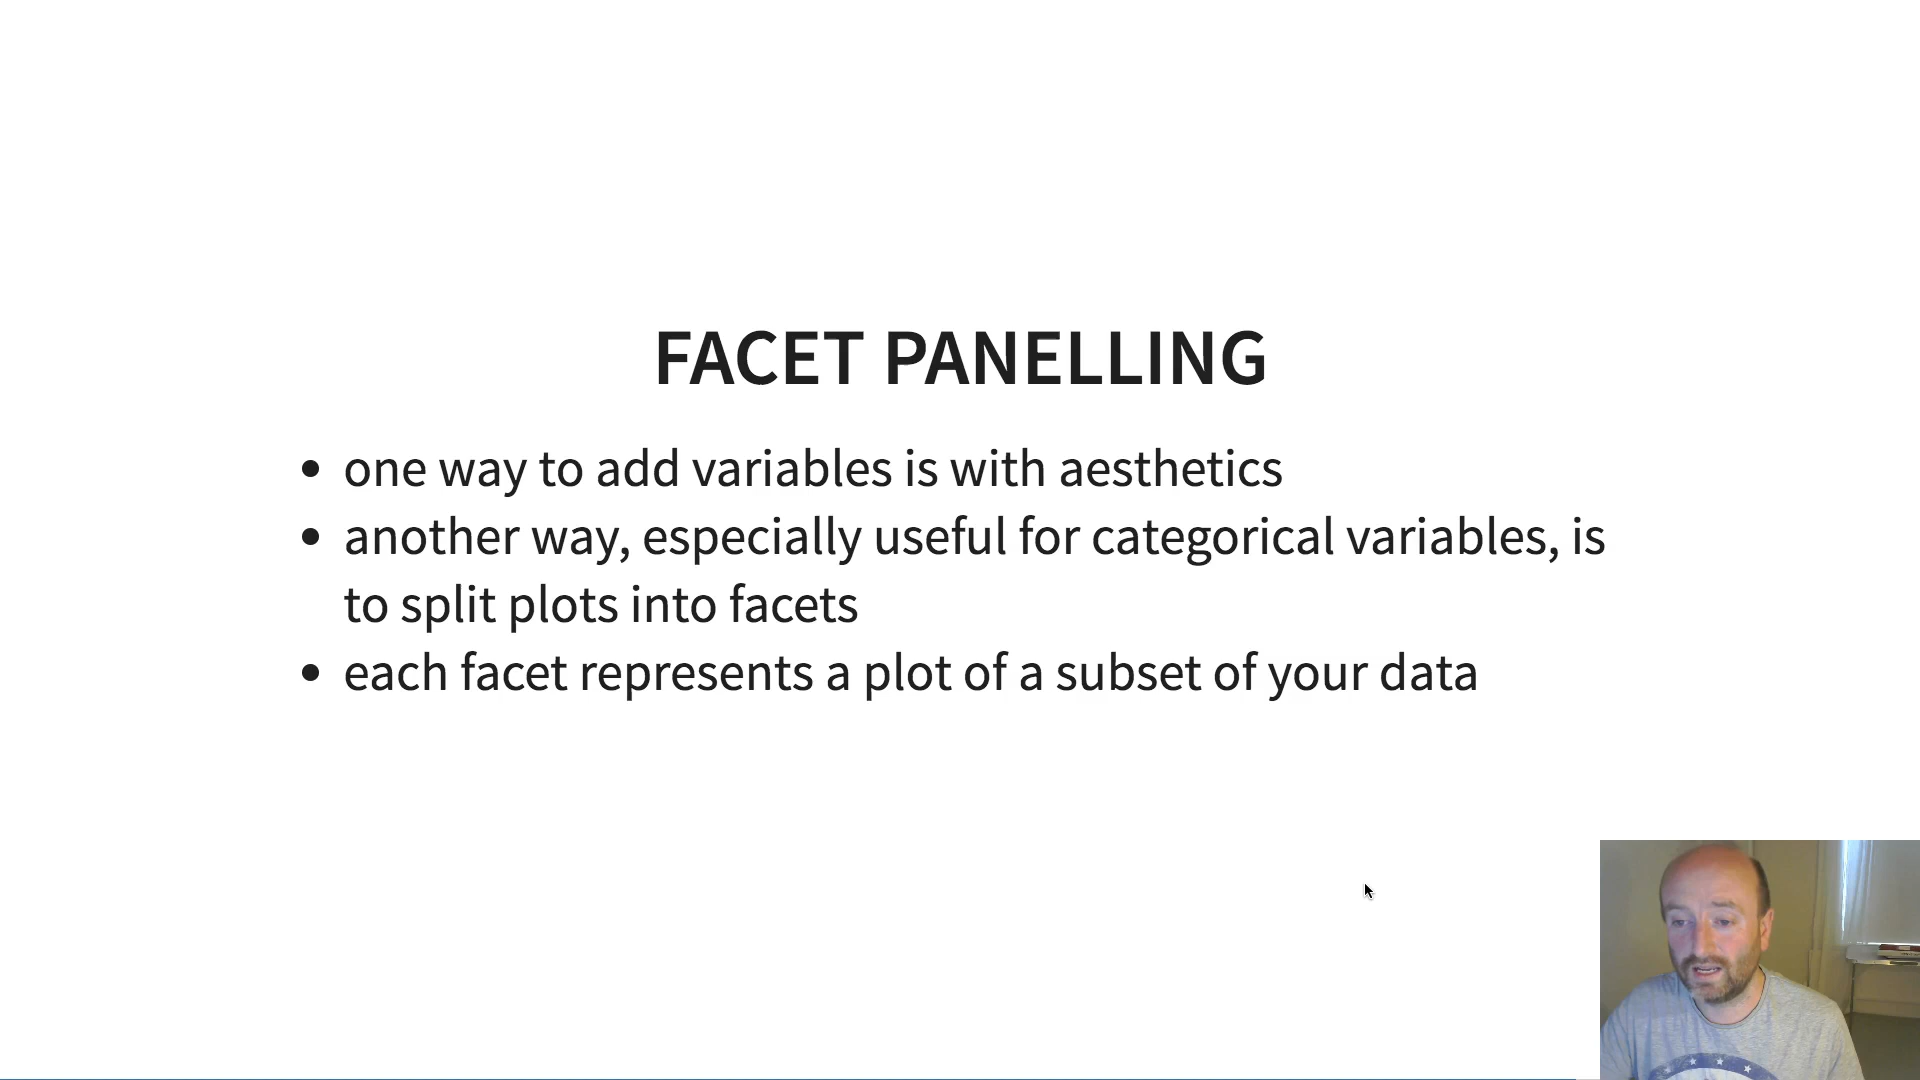 FACET PANELLING
• one way to add variables is with aesthetics
• another way, especially useful for categorical variables, is
to split plots into facets
• each facet represents a plot of a subset of your data